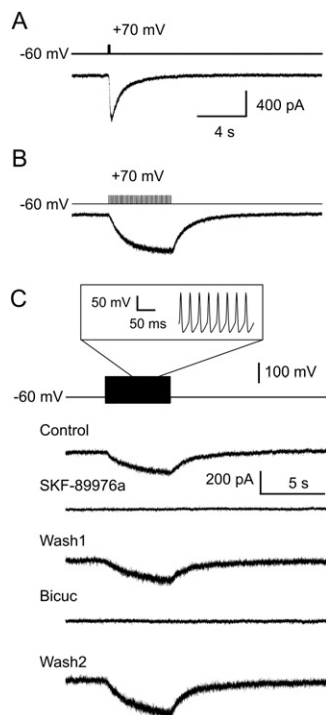 A
+70 mV
-60 mV
400 pA
4 s
B
+70 mV
-60 mV
C
50 mV
50 ms
100 mV
-60 mV
Control
200 pA
5 s
SKF-89976a
Wash1
Bicuc
Wash2